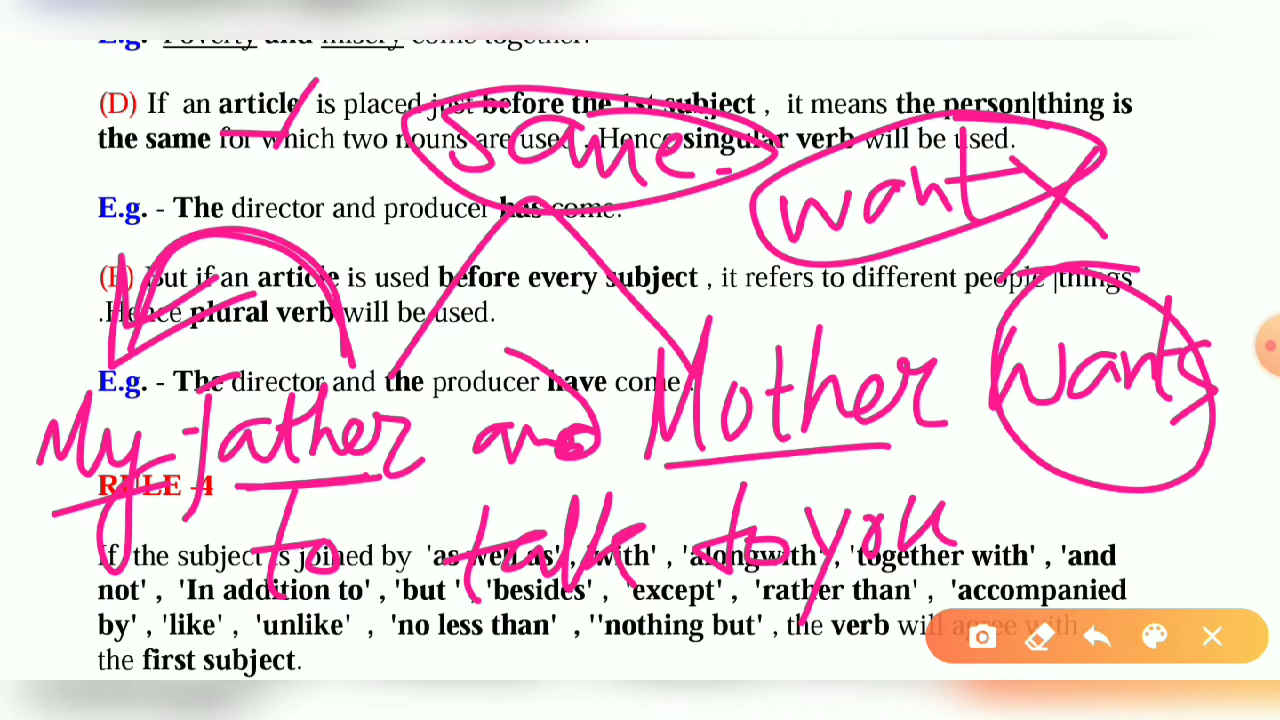 E.g. - Poverty and misery come together.
(D) If an article is placed just before the 1st subject , it means the person|thing is
the same for which two nouns are used . Hence singular verb will be used.
same.
want
E.g. - The director and producer has come.
(E) But if an article is used before every subject , it refers to different people |things
.Hence plural verb will be used.
wants
E.g. - The director and the producer have come .
My father and Mother
RULE -4
to talk to you
If the subject is joined by 'as well as' , 'with' , 'alongwith' , 'together with' , 'and
not' , 'In addition to' , 'but ' , 'besides' , 'except' , 'rather than' , 'accompanied
by' , 'like' , 'unlike' , 'no less than' , ''nothing but' , the verb will agree with
the first subject.